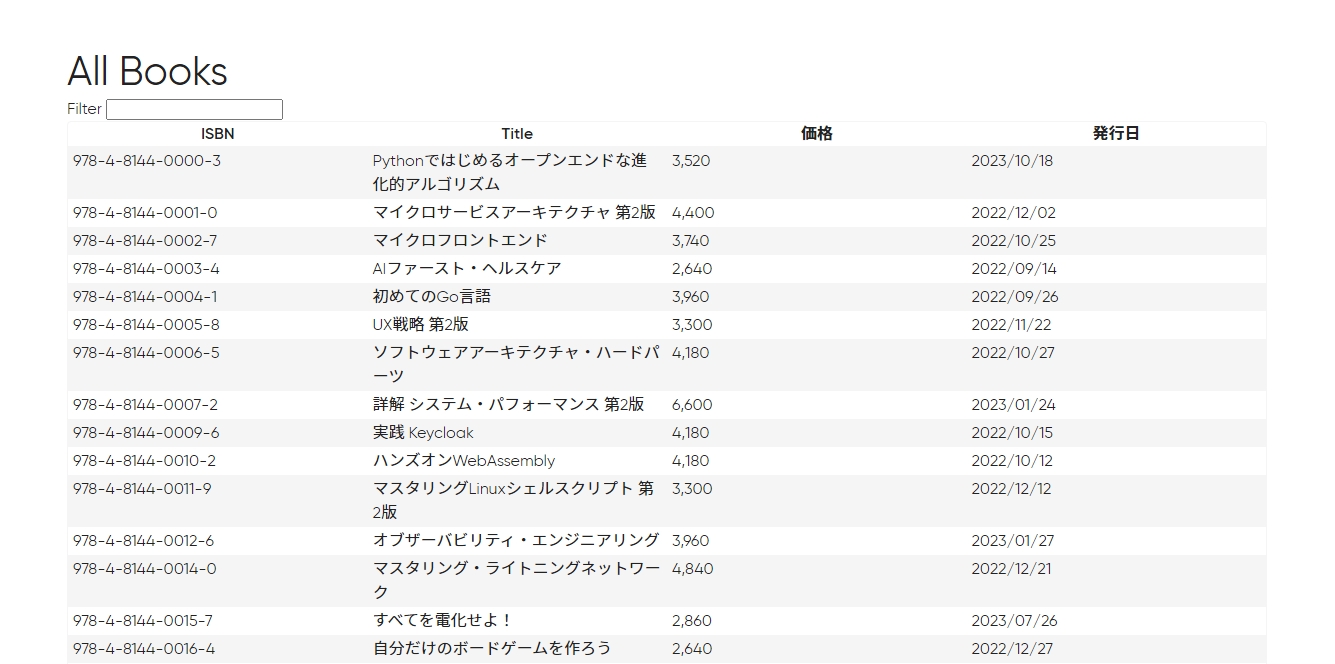 All Books
Filter
ISBN Title 価格 発行日
978-4-8144-0000-3 Pythonではじめるオープンエンドな進 3,520 2023/10/18
化的アルゴリズム
978-4-8144-0001-0 マイクロサービスアーキテクチャ 第2版 4,400 2022/12/02
978-4-8144-0002-7 マイクロフロントエンド 3,740 2022/10/25
978-4-8144-0003-4 AIファースト・ヘルスケア 2,640 2022/09/14
978-4-8144-0004-1 初めてのGo言語 3,960 2022/09/26
978-4-8144-0005-8 UX戦略 第2版 3,300 2022/11/22
978-4-8144-0006-5 ソフトウェアアーキテクチャ・ハードパ 4,180 2022/10/27
ーツ
978-4-8144-0007-2 詳解 システム・パフォーマンス 第2版 6,600 2023/01/24
978-4-8144-0009-6 実践 Keycloak 4,180 2022/10/15
978-4-8144-0010-2 ハンズオンWebAssembly 4,180 2022/10/12
978-4-8144-0011-9 マスタリングLinuxシェルスクリプト 第 3,300 2022/12/12
2版
978-4-8144-0012-6 オブザーバビリティ・エンジニアリング 3,960 2023/01/27
978-4-8144-0014-0 マスタリング・ライトニングネットワー 4,840 2022/12/21
ク
978-4-8144-0015-7 すべてを電化せよ！ 2,860 2023/07/26
978-4-8144-0016-4 自分だけのボードゲームを作ろう 2,640 2022/12/27